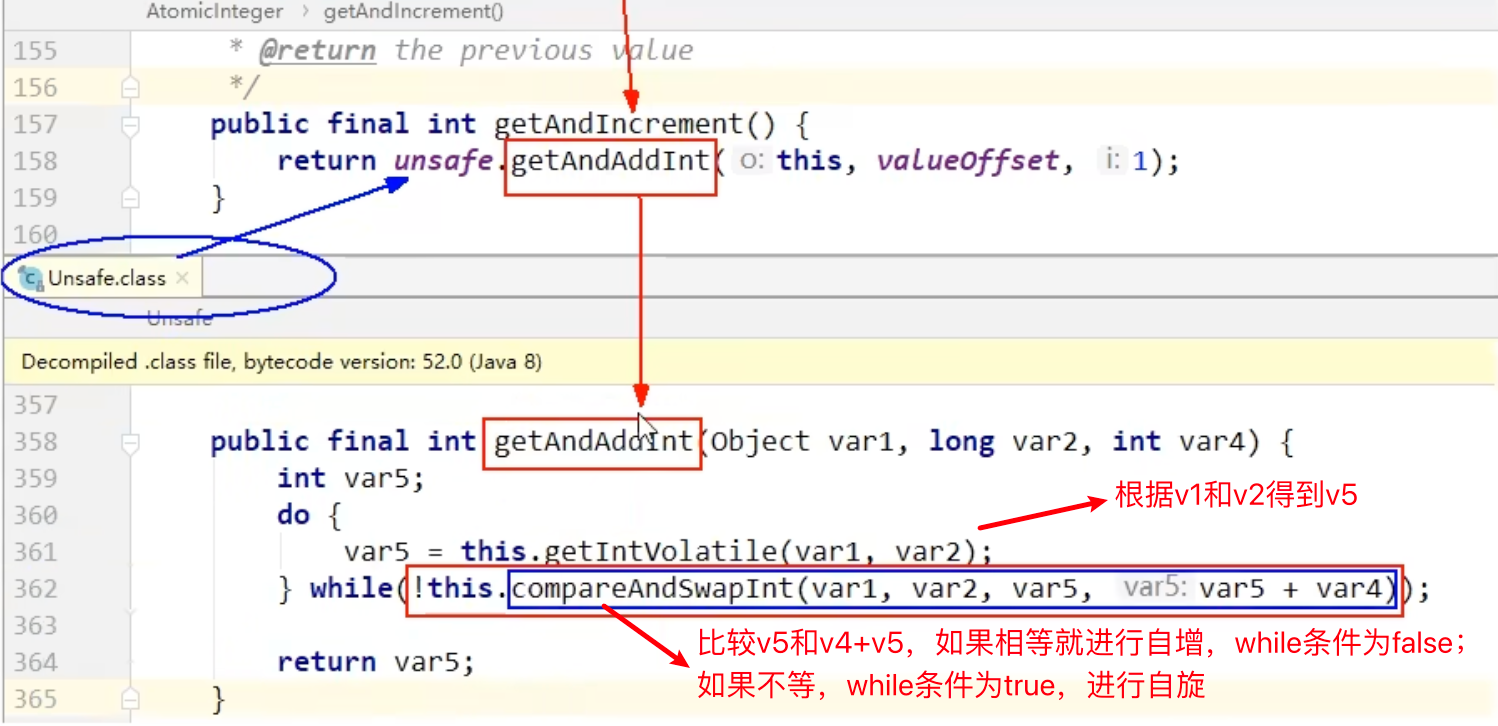 AtomicInteger › getAndIncrement()
155 * @return the previous value
156 */
157 public final int getAndIncrement() {
158 return unsafe.getAndAddInt( o: this, valueOffset, i: 1);
159 }
160
Unsafe.class ×
Unsafe
Decompiled .class file, bytecode version: 52.0 (Java 8)
357
358 public final int getAndAddInt(Object var1, long var2, int var4) {
359 int var5;
根据v1和v2得到v5
360 do {
361 var5 = this.getIntVolatile(var1, var2);
362 } while(!this.compareAndSwapInt(var1, var2, var5, var5: var5 + var4));
363
比较v5和v4+v5，如果相等就进行自增，while条件为false；
364 return var5;
如果不等，while条件为true，进行自旋
365 }